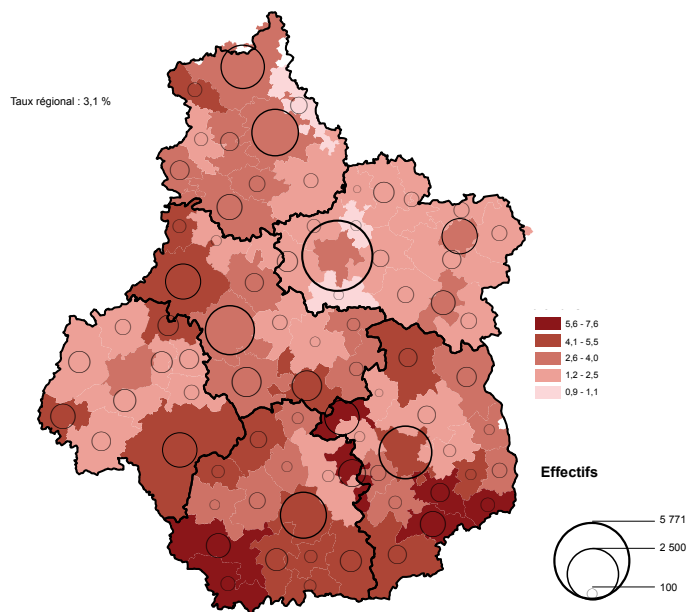 Taux régional : 3,1 %
5,6 - 7,6
4,1 - 5,5
2,6 - 4,0
1,2 - 2,5
0,9 - 1,1
Effectifs
5 771
2 500
100